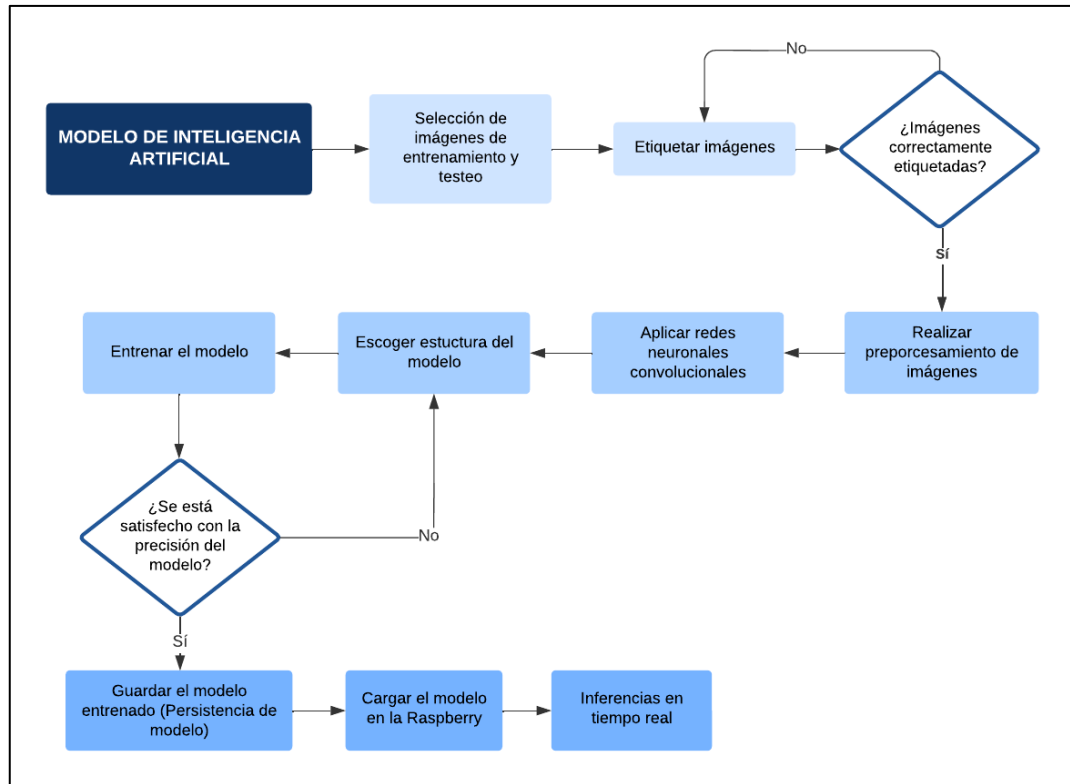 No
MODELO DE INTELIGENCIA
ARTIFICIAL
Selección de
imágenes de
entrenamiento y
testeo
Etiquetar imágenes
¿Imágenes
correctamente
etiquetadas?
Sí
Realizar
preporcesamiento de
imágenes
Aplicar redes
neuronales
convolucionales
Escoger estuctura del
modelo
Entrenar el modelo
¿Se está
satisfecho con la
precisión del
modelo?
No
Sí
Guardar el modelo
entrenado (Persistencia de
modelo)
Cargar el modelo
en la Raspberry
Inferencias en
tiempo real